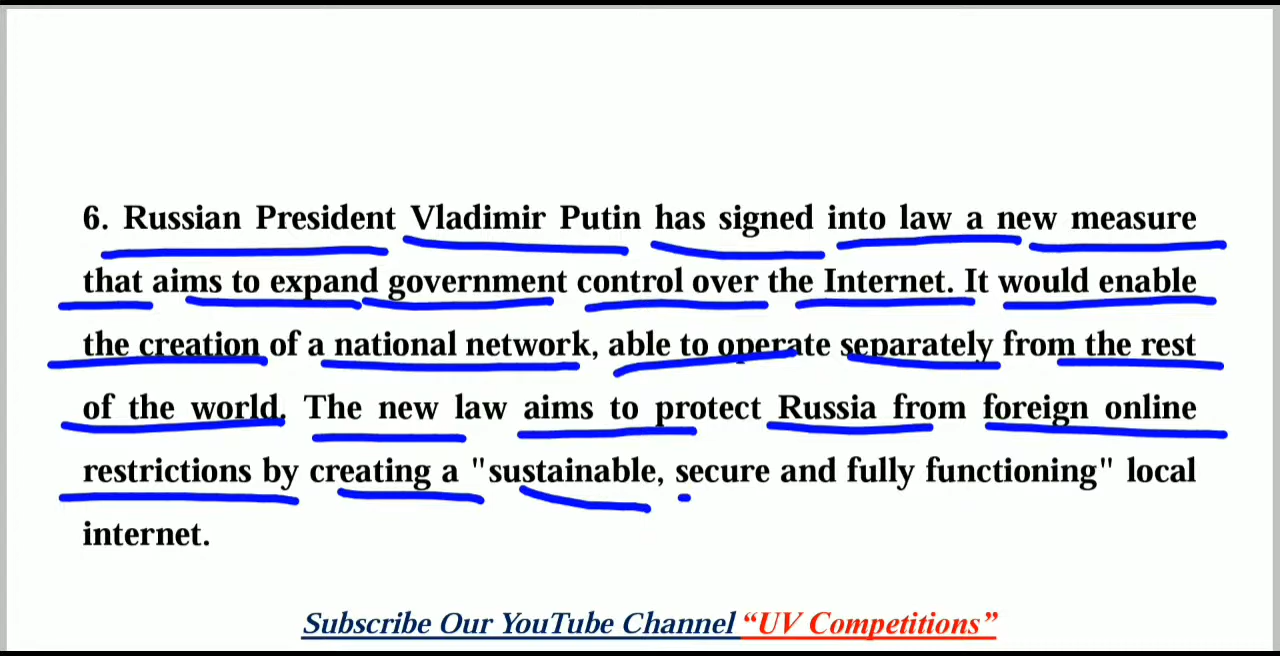 6. Russian President Vladimir Putin has signed into law a new measure
that aims to expand government control over the Internet. It would enable
the creation of a national network, able to operate separately from the rest
of the world. The new law aims to protect Russia from foreign online
restrictions by creating a "sustainable, secure and fully functioning" local
internet.
Subscribe Our YouTube Channel “UV Competitions”